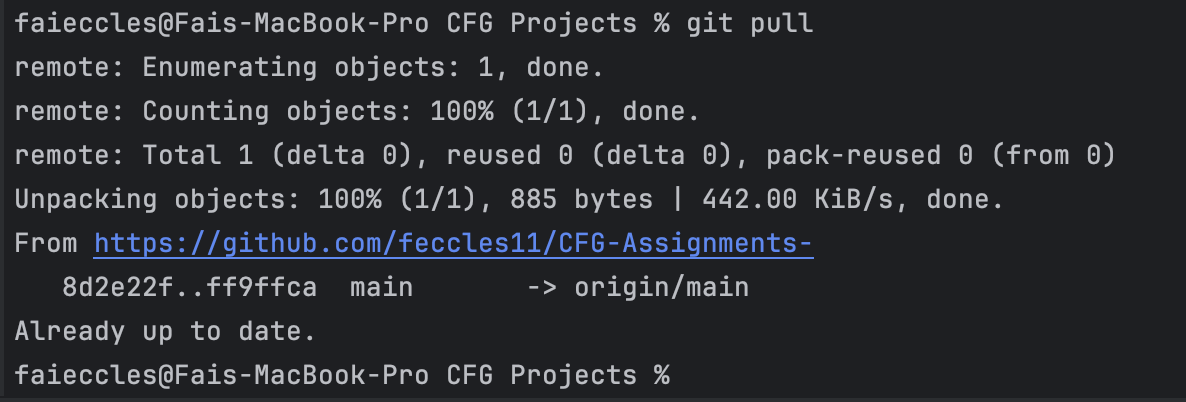 faieccles@Fais-MacBook-Pro CFG Projects % git pull
remote: Enumerating objects: 1, done.
remote: Counting objects: 100% (1/1), done.
remote: Total 1 (delta 0), reused 0 (delta 0), pack-reused 0 (from 0)
Unpacking objects: 100% (1/1), 885 bytes | 442.00 KiB/s, done.
From https://github.com/feccles11/CFG-Assignments-
   8d2e22f..ff9ffca  main       -> origin/main
Already up to date.
faieccles@Fais-MacBook-Pro CFG Projects %